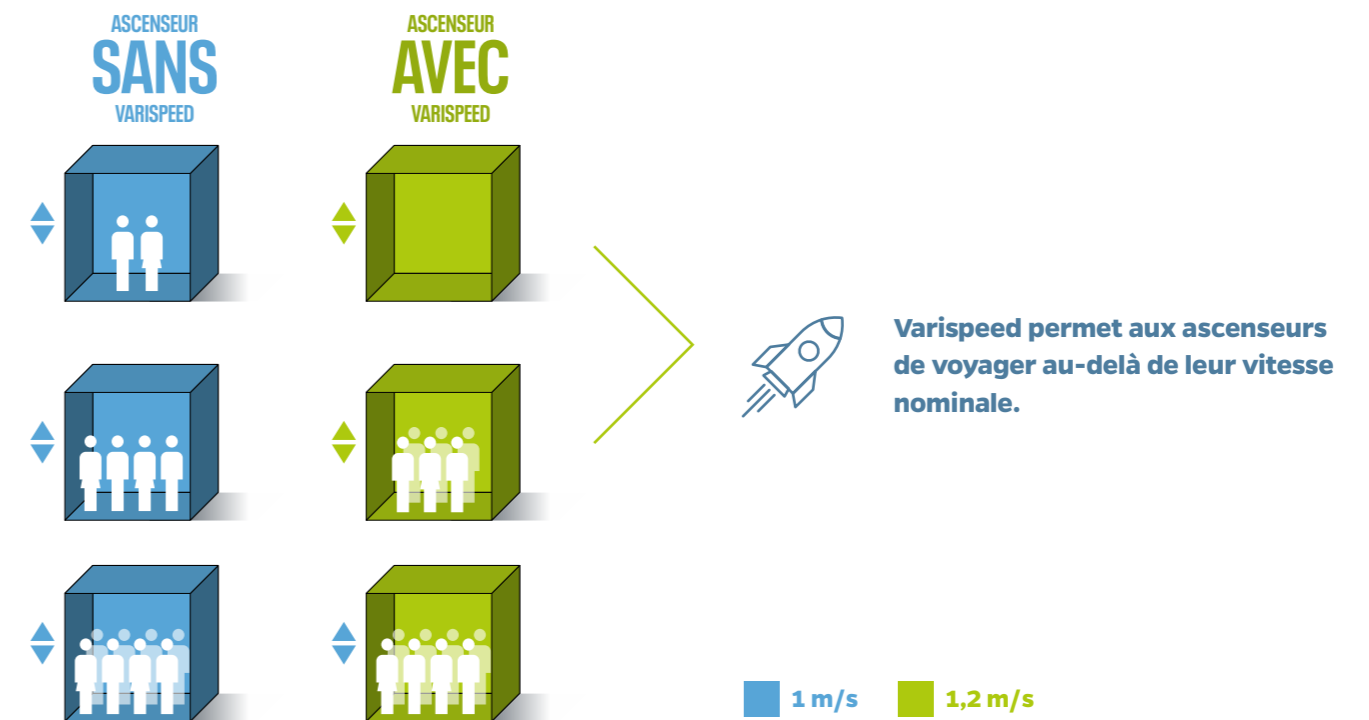 ASCENSEUR
SANS
VARISPEED
ASCENSEUR
AVEC
VARISPEED
Varispeed permet aux ascenseurs
de voyager au-delà de leur vitesse
nominale.
1 m/s
1,2 m/s